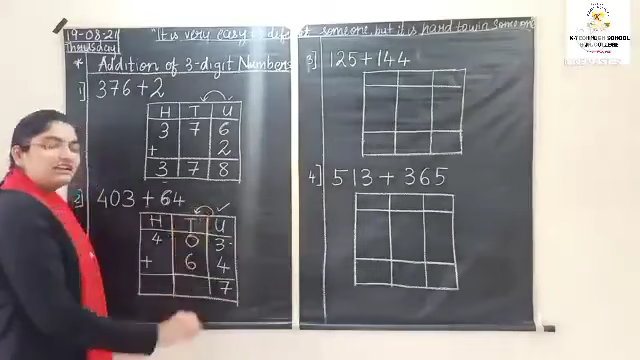 19-08-21
Thursday
"It is very easy to defeat someone, but it is hard to win someone
* Addition of 3-digit Numbers
1] 376+2
H T U
3 7 6
+ 2
3 7 8
2] 403 + 64
H T U
4 0 3
+ 6 4
7
3] 125+144
4] 513 + 365
K-TECHNOSH SCHOOL
KINEMASTER